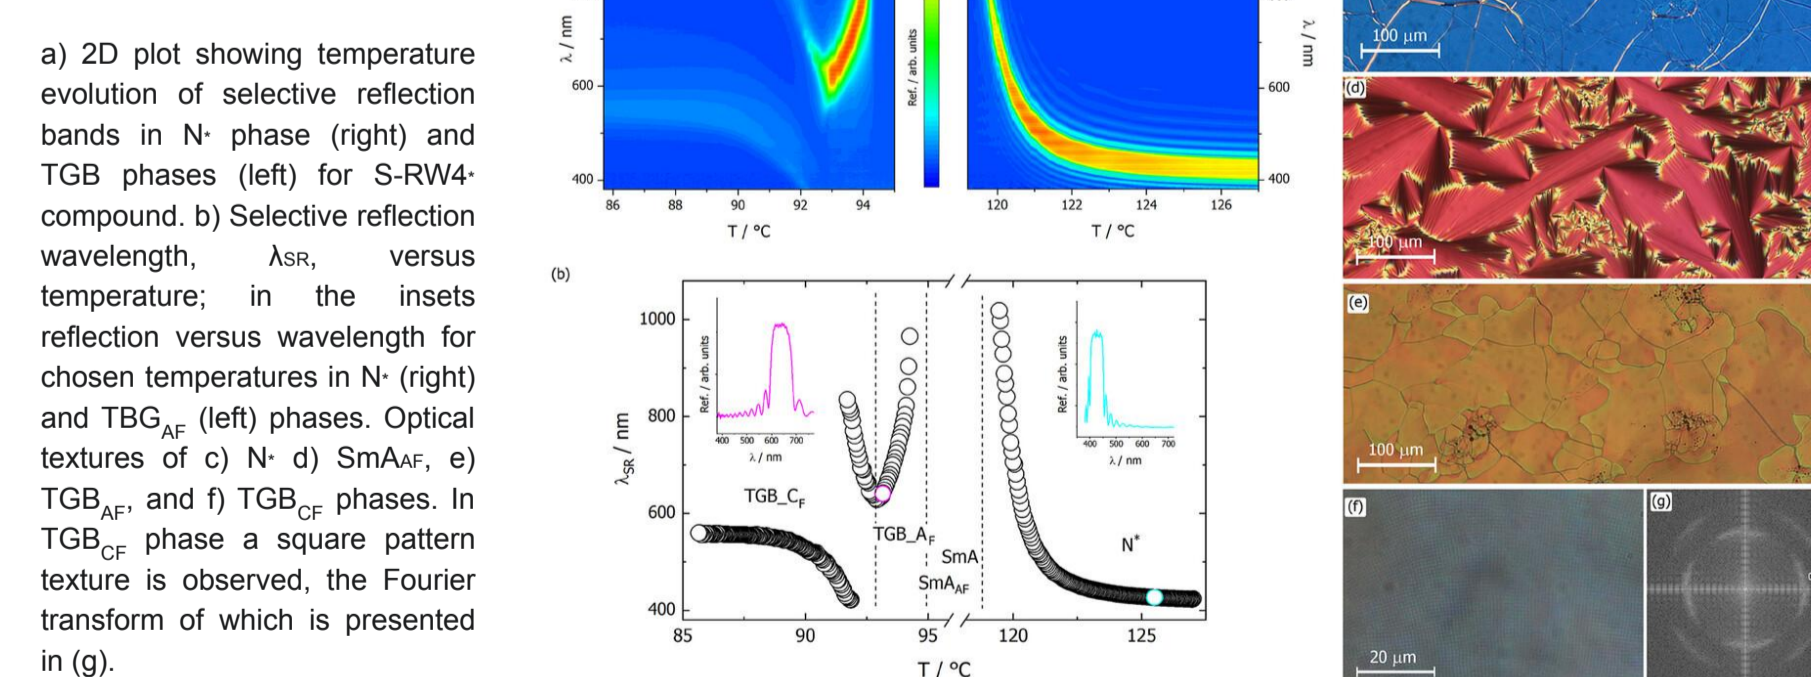 a) 2D plot showing temperature
evolution of selective reflection
bands in N* phase (right) and
TGB phases (left) for S-RW4*
compound. b) Selective reflection
wavelength, λSR, versus
temperature; in the insets
reflection versus wavelength for
chosen temperatures in N* (right)
and TBGAF (left) phases. Optical
textures of c) N* d) SmAAF, e)
TGBAF, and f) TGBCF phases. In
TGBCF phase a square pattern
texture is observed, the Fourier
transform of which is presented
in (g).
λ / nm
600
400
86 88 90 92 94
T / °C
Ref. / arb. units
120 122 124 126
T / °C
600
400
λ / nm
(b)
λSR / nm
1000
800
600
400
85 90 95 120 125
T / °C
Ref. / arb. units
400 500 600 700
λ / nm
Ref. / arb. units
400 500 600 700
λ / nm
TGB_CF
TGB_AF
SmA
SmAAF
N*
100 μm
(d)
100 μm
(e)
100 μm
(f)
20 μm
(g)